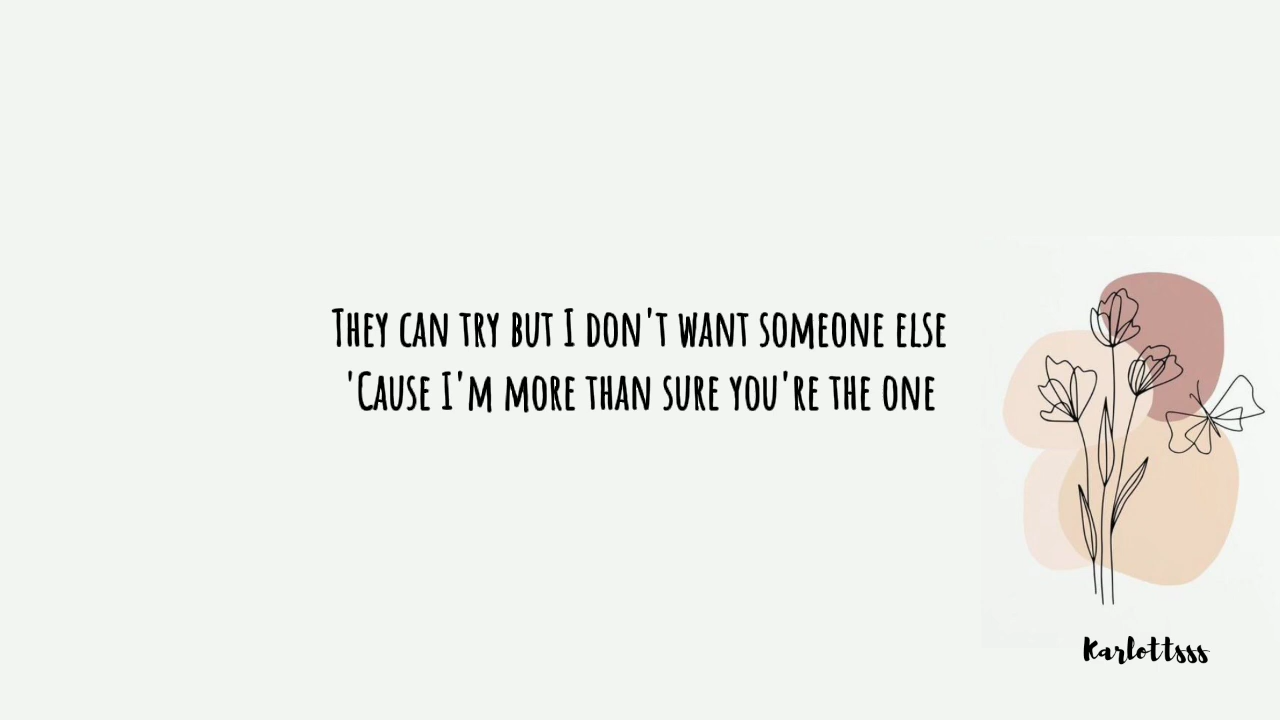 They can try but I don't want someone else
'Cause I'm more than sure you're the one
Karlottsss